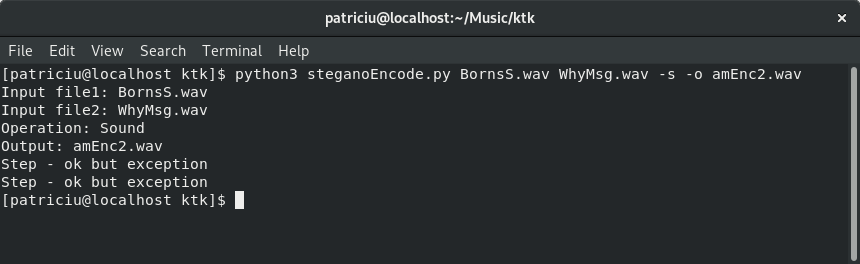 patriciu@localhost:~/Music/ktk ×
File Edit View Search Terminal Help
[patriciu@localhost ktk]$ python3 steganoEncode.py BornsS.wav WhyMsg.wav -s -o amEnc2.wav
Input file1: BornsS.wav
Input file2: WhyMsg.wav
Operation: Sound
Output: amEnc2.wav
Step - ok but exception
Step - ok but exception
[patriciu@localhost ktk]$